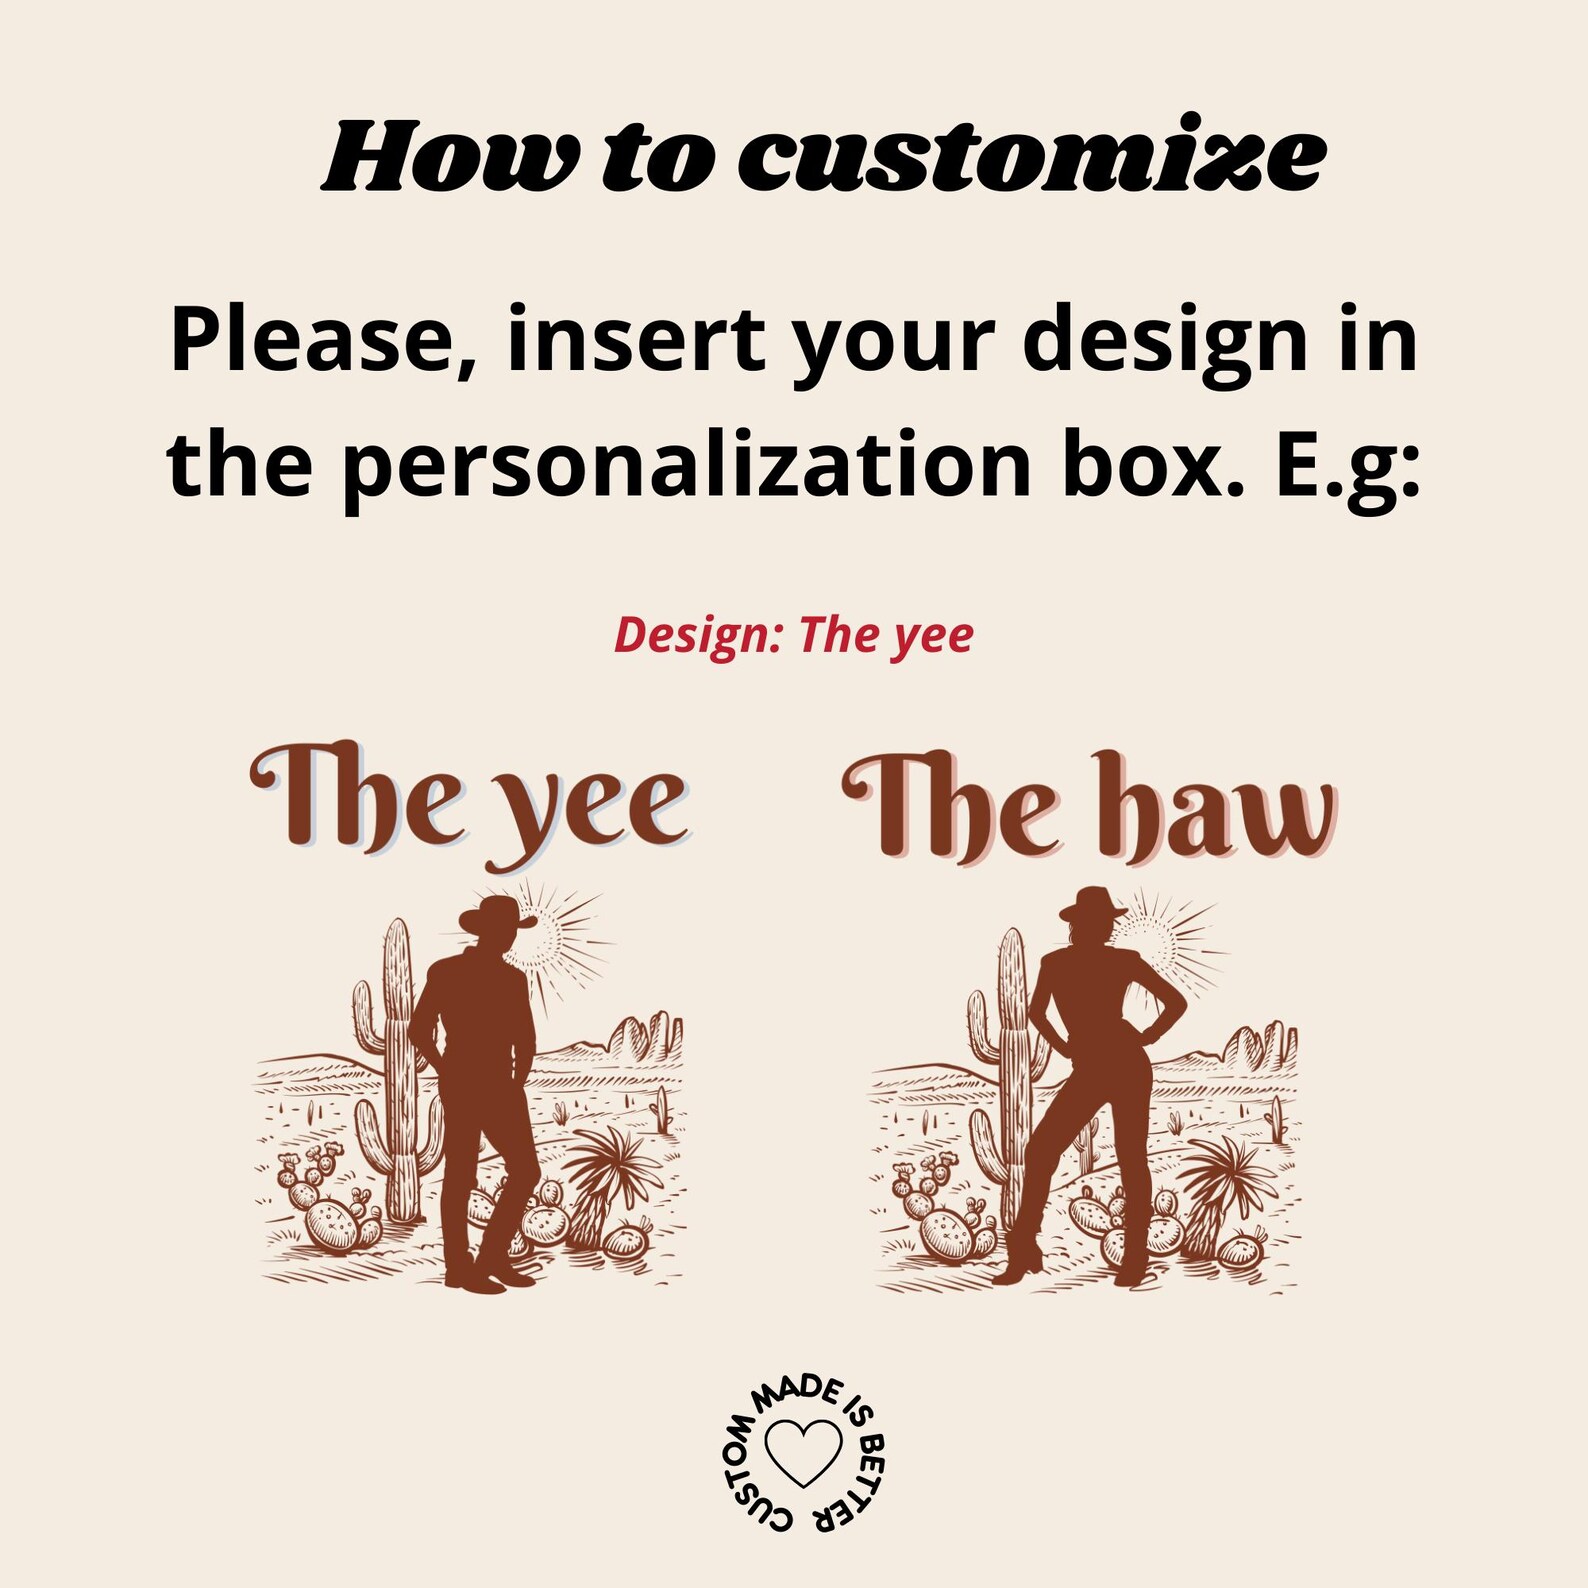 How to customize
Please, insert your design in
the personalization box. E.g:
Design: The yee
The yee
The haw
CUSTOM MADE IS BETTER